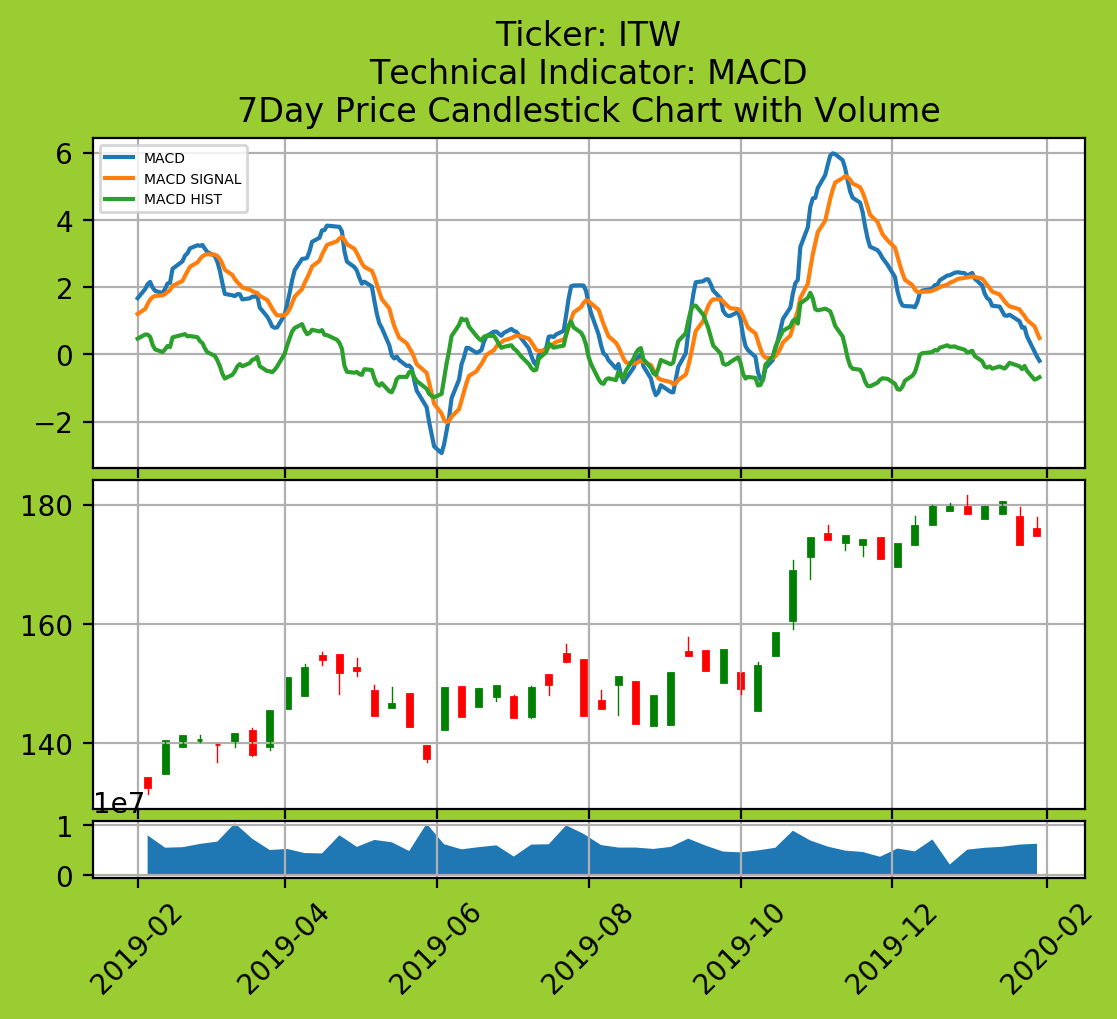 Ticker: ITW
Technical Indicator: MACD
7Day Price Candlestick Chart with Volume
MACD
MACD SIGNAL
MACD HIST
6
4
2
0
−2
180
160
140
1e7
1
0
2019-02
2019-04
2019-06
2019-08
2019-10
2019-12
2020-02